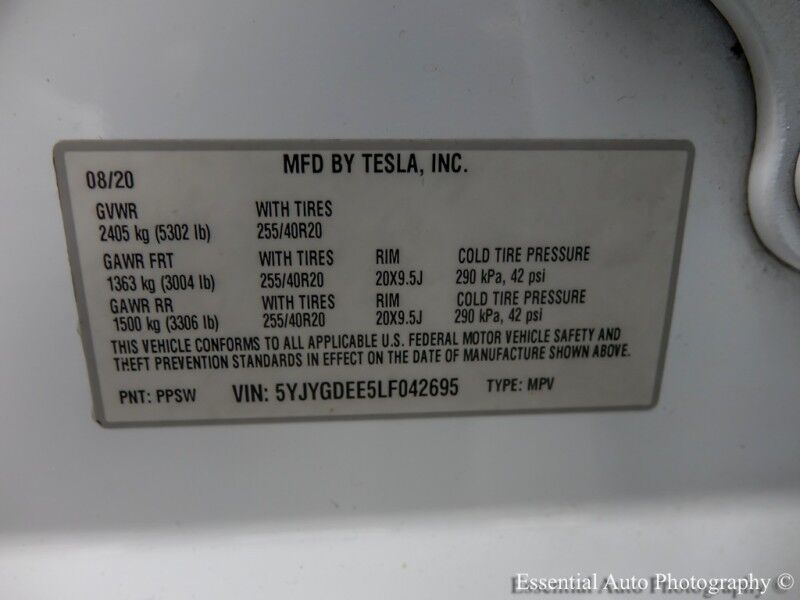 MFD BY TESLA, INC.
08/20
GVWR WITH TIRES
2405 kg (5302 lb) 255/40R20
GAWR FRT WITH TIRES RIM COLD TIRE PRESSURE
1363 kg (3004 lb) 255/40R20 20X9.5J 290 kPa, 42 psi
GAWR RR WITH TIRES RIM COLD TIRE PRESSURE
1500 kg (3306 lb) 255/40R20 20X9.5J 290 kPa, 42 psi
THIS VEHICLE CONFORMS TO ALL APPLICABLE U.S. FEDERAL MOTOR VEHICLE SAFETY AND
THEFT PREVENTION STANDARDS IN EFFECT ON THE DATE OF MANUFACTURE SHOWN ABOVE.
PNT: PPSW VIN: 5YJYGDEE5LF042695 TYPE: MPV
Essential Auto Photography ©